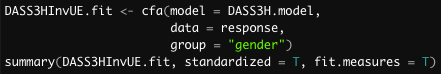 DASS3HInvUE.fit <- cfa(model = DASS3H.model,
data = response,
group = "gender")
summary(DASS3HInvUE.fit, standardized = T, fit.measures = T)